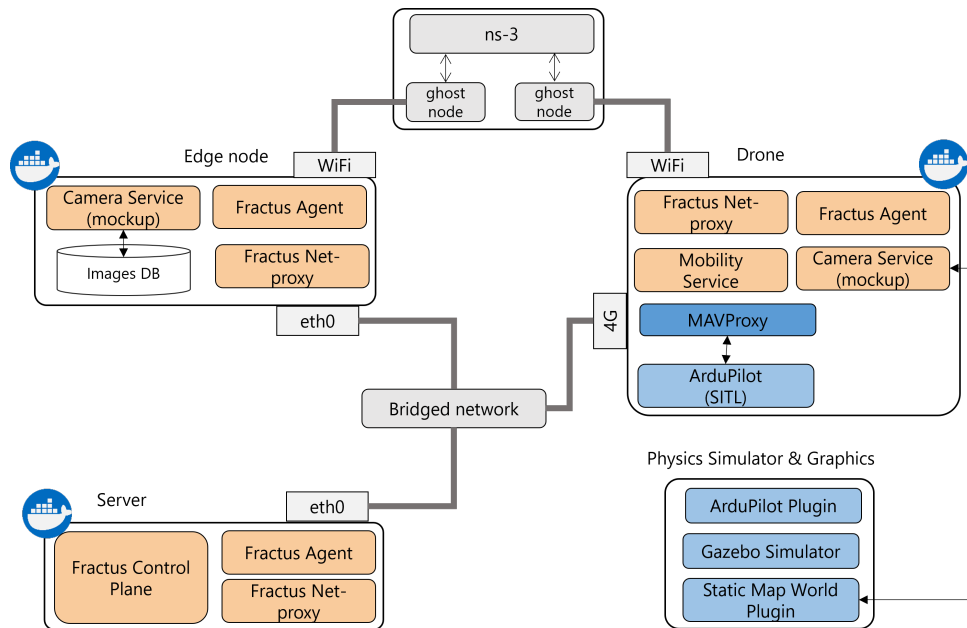 ns-3
ghost
node
ghost
node
Edge node
WiFi
Camera Service
(mockup)
Fractus Agent
Images DB
Fractus Net-
proxy
eth0
WiFi
Drone
Fractus Net-
proxy
Fractus Agent
Mobility
Service
Camera Service
(mockup)
4G
MAVProxy
ArduPilot
(SITL)
Bridged network
Server
eth0
Fractus Control
Plane
Fractus Agent
Fractus Net-
proxy
Physics Simulator & Graphics
ArduPilot Plugin
Gazebo Simulator
Static Map World
Plugin